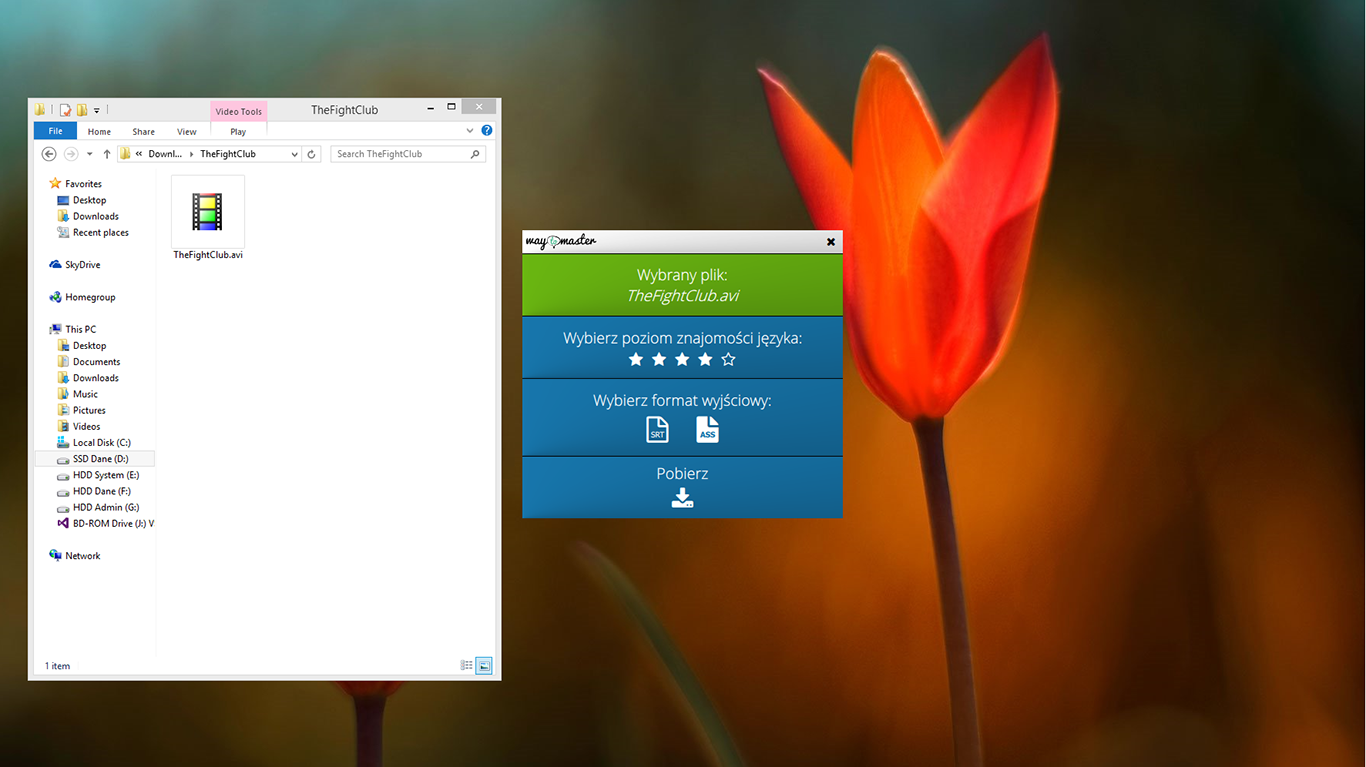 TheFightClub
Video Tools
File
Home
Share
View
Play
« Downl... ▸ TheFightClub
Search TheFightClub
Favorites
Desktop
Downloads
Recent places
SkyDrive
Homegroup
This PC
Desktop
Documents
Downloads
Music
Pictures
Videos
Local Disk (C:)
SSD Dane (D:)
HDD System (E:)
HDD Dane (F:)
HDD Admin (G:)
BD-ROM Drive (J:) V
Network
TheFightClub.avi
1 item
way to master
Wybrany plik:
TheFightClub.avi
Wybierz poziom znajomości języka:
Wybierz format wyjściowy:
SRT ASS
Pobierz